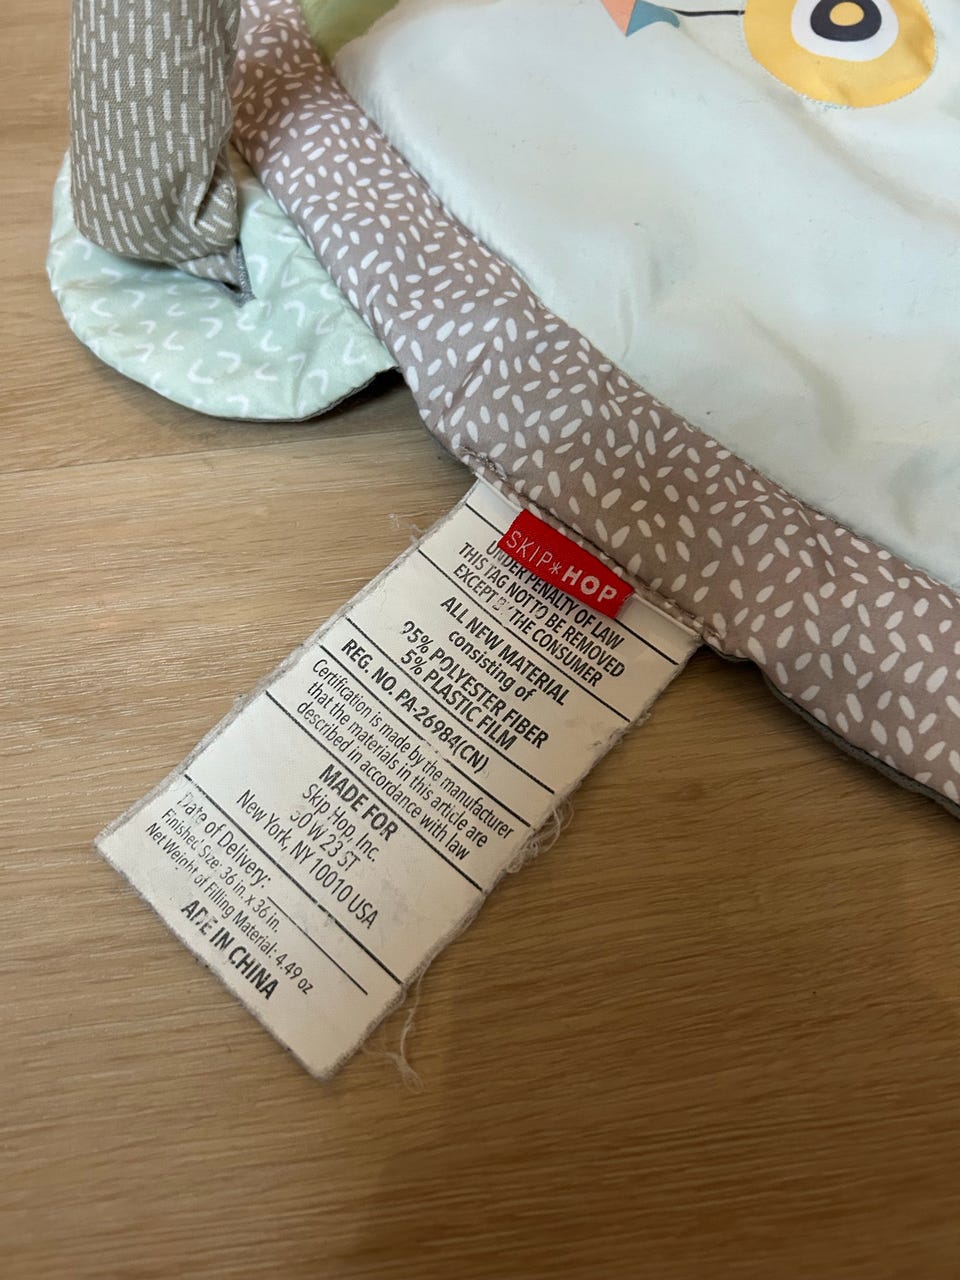 SKIP*HOP
UNDER PENALTY OF LAW
THIS TAG NOT TO BE REMOVED
EXCEPT BY THE CONSUMER
ALL NEW MATERIAL
consisting of
95% POLYESTER FIBER
5% PLASTIC FILM
REG. NO. PA-26984(CN)
Certification is made by the manufacturer
that the materials in this article are
described in accordance with law
MADE FOR
Skip Hop, Inc.
50 W 23 ST
New York, NY 10010 USA
Date of Delivery:
Finished Size: 36 in. x 36 in.
Net Weight of Filling Material: 4.49 oz
ADE IN CHINA